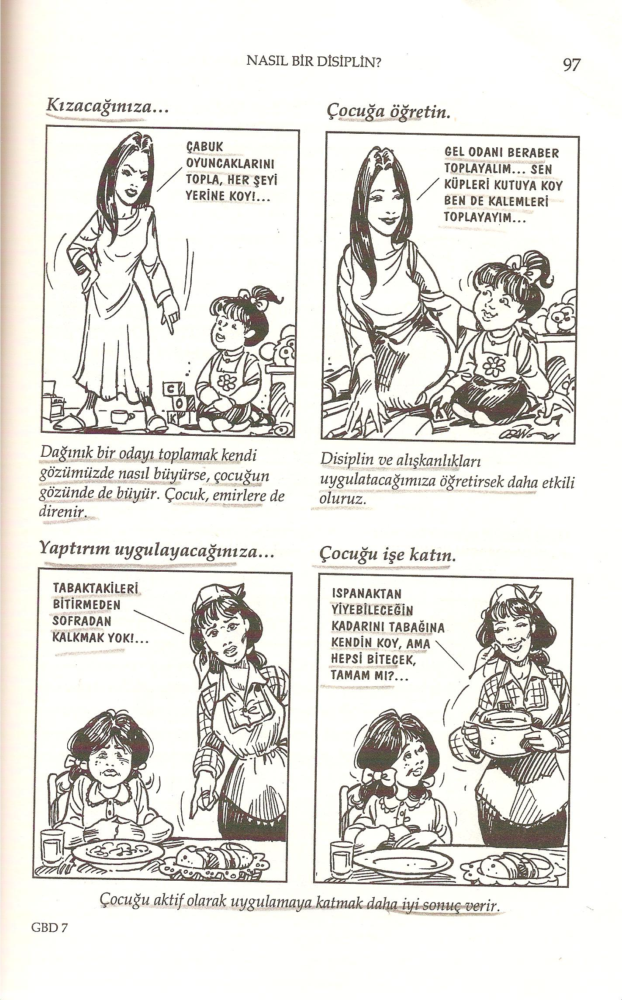 NASIL BİR DİSİPLİN?
97
Kızacağınıza...
ÇABUK
OYUNCAKLARINI
TOPLA, HER ŞEYİ
YERİNE KOY!...
C
O
K
Dağınık bir odayı toplamak kendi
gözümüzde nasıl büyürse, çocuğun
gözünde de büyür. Çocuk, emirlere de
direnir.
Çocuğa öğretin.
GEL ODANI BERABER
TOPLAYALIM... SEN
KÜPLERİ KUTUYA KOY
BEN DE KALEMLERİ
TOPLAYAYIM...
A
Disiplin ve alışkanlıkları
uygulatacağımıza öğretirsek daha etkili
oluruz.
Yaptırım uygulayacağınıza...
TABAKTAKİLERİ
BİTİRMEDEN
SOFRADAN
KALKMAK YOK!...
Çocuğu işe katın.
ISPANAKTAN
YİYEBİLECEĞİN
KADARINI TABAĞINA
KENDİN KOY, AMA
HEPSİ BİTECEK,
TAMAM MI?...
Çocuğu aktif olarak uygulamaya katmak daha iyi sonuç verir.
GBD 7